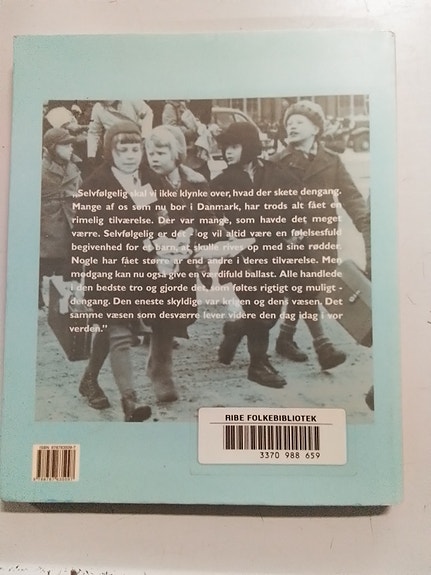 „Selvfølgelig skal vi ikke klynke over, hvad der skete dengang.
Mange af os som nu bor i Danmark, har trods alt fået en
rimelig tilværelse. Der var mange, som havde det meget
værre. Selvfølgelig er det og vil altid være en følelsesfuld
begivenhed for et barn, at skulle rives op med sine rødder.
Nogle har fået større ar end andre i deres tilværelse. Men
modgang kan nu også give en værdifuld ballast. Alle handlede
i den bedste tro og gjorde det, som føltes rigtigt og muligt -
dengang. Den eneste skyldige var krigen og dens væsen. Det
samme væsen som desværre lever videre den dag idag i vor
verden.”
RIBE FOLKEBIBLIOTEK
3370 988 659
ISBN